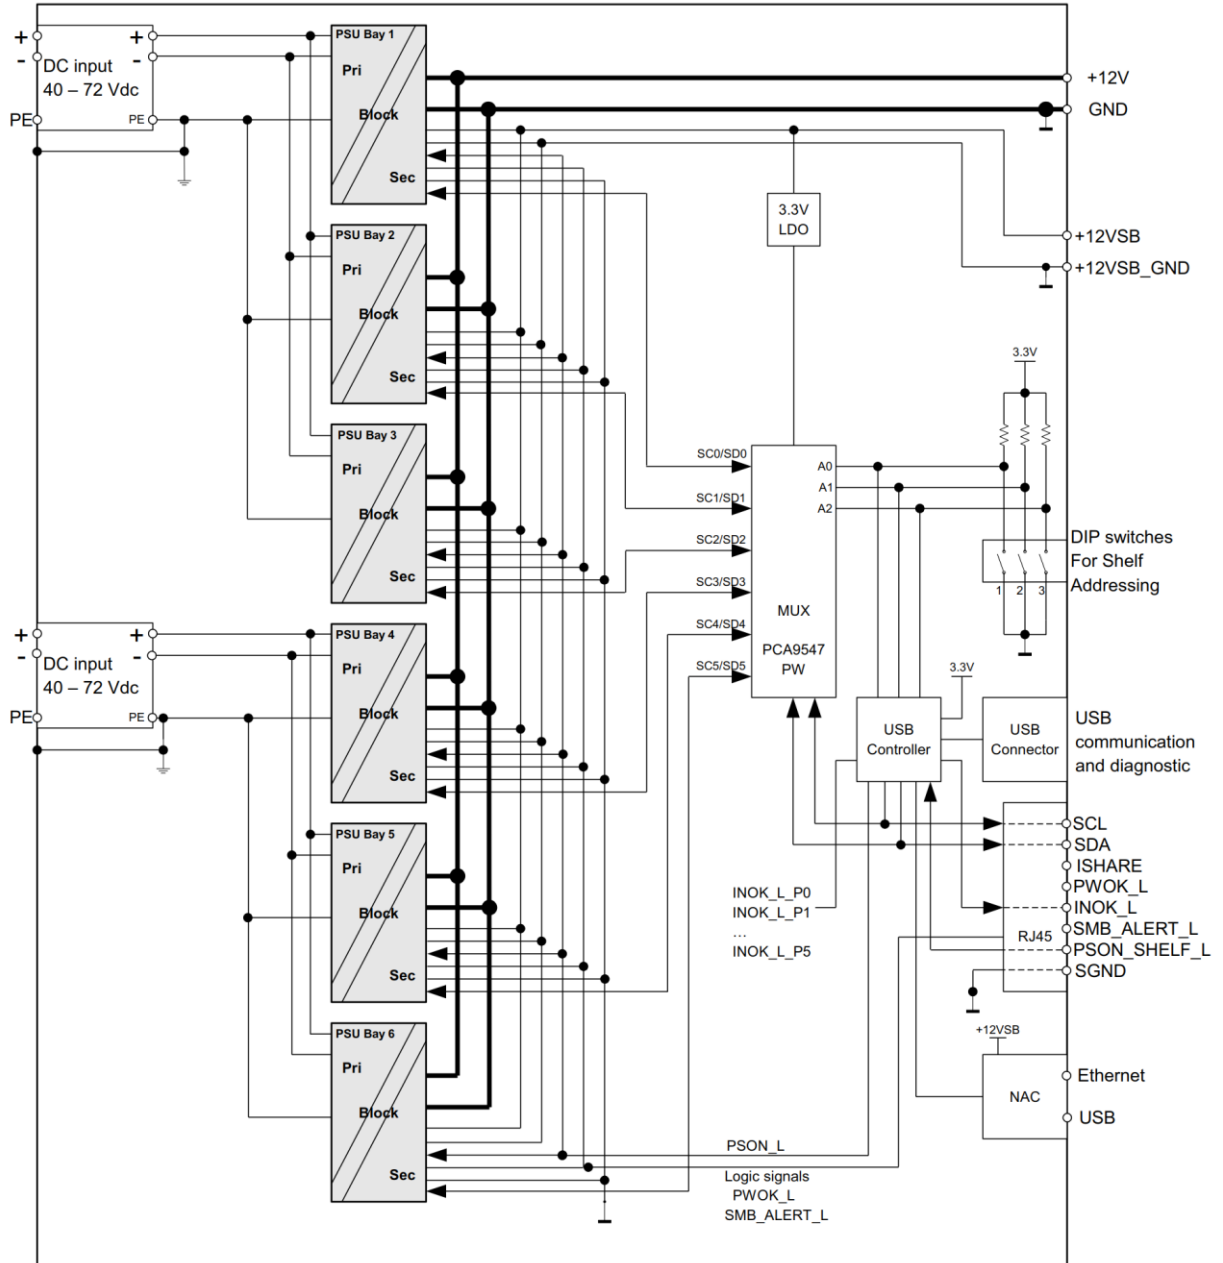 PSU Bay 1
Pri
Block
Sec
+ +
- -
DC input
40 – 72 Vdc
PE PE
+12V
GND
3.3V
LDO
+12VSB
+12VSB_GND
PSU Bay 2
Pri
Block
Sec
3.3V
PSU Bay 3
Pri
Block
Sec
SC0/SD0
SC1/SD1
SC2/SD2
SC3/SD3
SC4/SD4
SC5/SD5
A0
A1
A2
MUX
PCA9547
PW
DIP switches
For Shelf
Addressing
1 2 3
+ +
- -
DC input
40 – 72 Vdc
PE PE
PSU Bay 4
Pri
Block
Sec
3.3V
USB
Controller
USB
Connector
USB
communication
and diagnostic
PSU Bay 5
Pri
Block
Sec
INOK_L_P0
INOK_L_P1
...
INOK_L_P5
SCL
SDA
ISHARE
PWOK_L
INOK_L
SMB_ALERT_L
RJ45
PSON_SHELF_L
SGND
PSU Bay 6
Pri
Block
Sec
+12VSB
NAC
Ethernet
USB
PSON_L
Logic signals
PWOK_L
SMB_ALERT_L